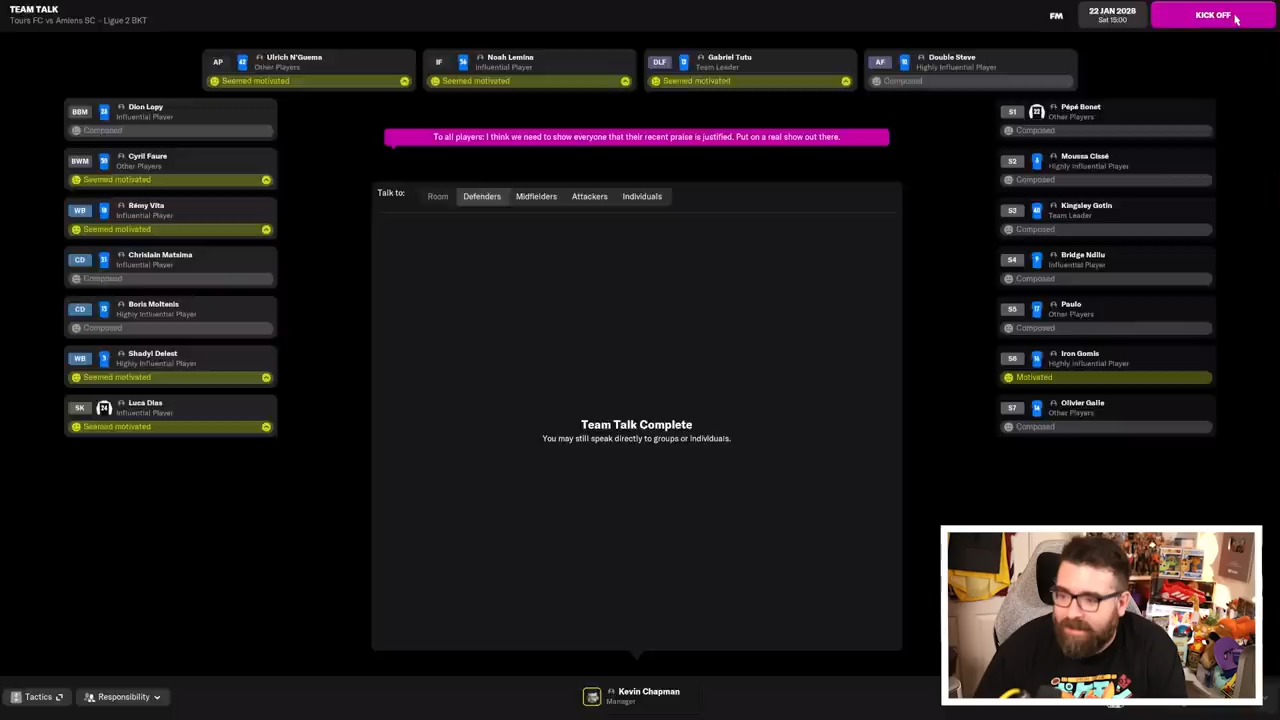 TEAM TALK
Tours FC vs Amiens SC - Ligue 2 BKT
FM
22 JAN 2028
Sat 15:00
KICK OFF
AP 42 Ulrich N'Guema
Other Players
Seemed motivated
IF Noah Lemina
Influential Player
Seemed motivated
DLF Gabriel Tutu
Team Leader
Seemed motivated
AF Double Steve
Highly Influential Player
Composed
To all players: I think we need to show everyone that their recent praise is justified. Put on a real show out there.
BBM Dion Lopy
Influential Player
Composed
BWM Cyril Faure
Other Players
Seemed motivated
WB Rémy Vita
Influential Player
Seemed motivated
CD Chrislain Matsima
Influential Player
Composed
CD Boris Moltenis
Highly Influential Player
Composed
WB 3 Shadyl Delest
Highly Influential Player
Seemed motivated
SK 24 Luca Dias
Influential Player
Seemed motivated
Talk to:
Room Defenders Midfielders Attackers Individuals
Team Talk Complete
You may still speak directly to groups or individuals.
S1 Pépé Bonet
Other Players
Composed
S2 Moussa Cissé
Highly Influential Player
Composed
S3 Kingsley Gotin
Team Leader
Composed
S4 Bridge Ndilu
Influential Player
Composed
S5 Paulo
Other Players
Composed
S6 Iron Gomis
Highly Influential Player
Motivated
S7 Olivier Galle
Other Players
Composed
Tactics
Responsibility
Kevin Chapman
Manager